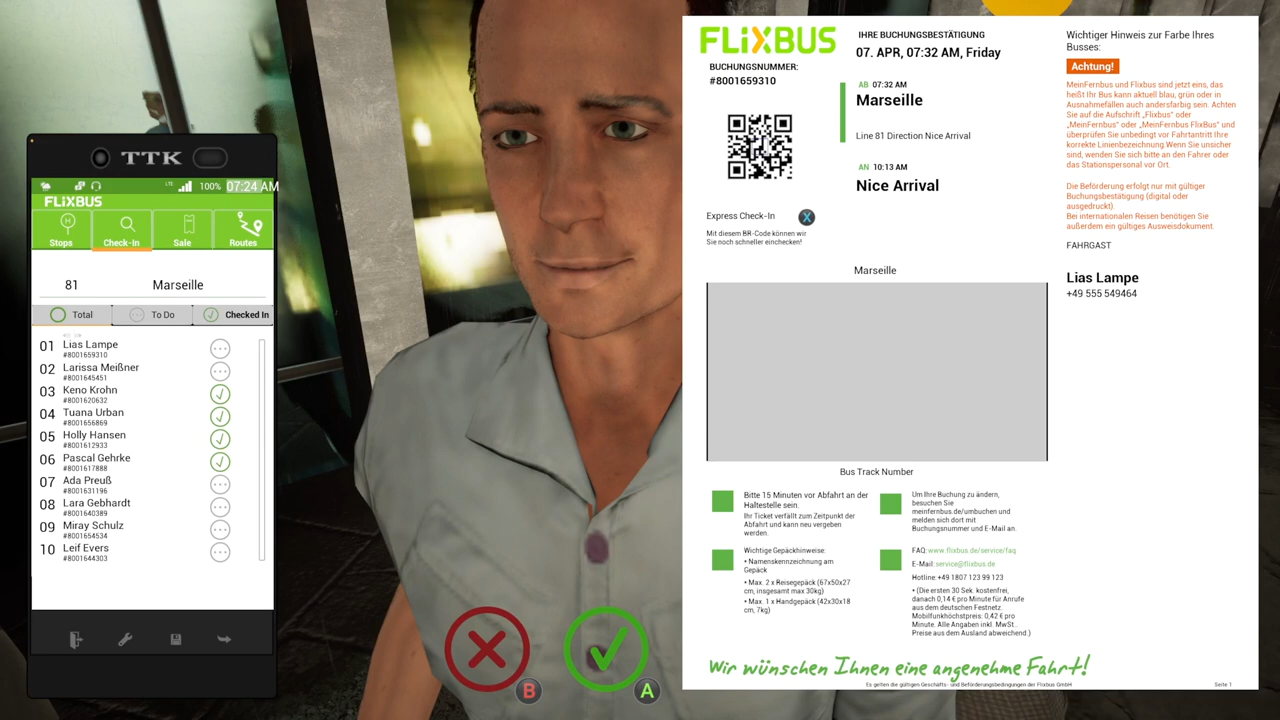 TTK
LTE
100%
07:24 AM
FLiXBUS
H
Stops
Check-In
Sale
Routes
81
Marseille
Total
To Do
Checked In
01
Lias Lampe
#8001659310
02
Larissa Meißner
#8001645451
03
Keno Krohn
#8001620632
04
Tuana Urban
#8001656869
05
Holly Hansen
#8001612933
06
Pascal Gehrke
#8001617888
07
Ada Preuß
#8001631196
08
Lara Gebhardt
#8001640389
09
Miray Schulz
#8001654534
10
Leif Evers
#8001644303
B
A
FLiXBUS
BUCHUNGSNUMMER:
#8001659310
Express Check-In
X
Mit diesem BR-Code können wir
Sie noch schneller einchecken!
IHRE BUCHUNGSBESTÄTIGUNG
07. APR, 07:32 AM, Friday
AB 07:32 AM
Marseille
Line 81 Direction Nice Arrival
AN 10:13 AM
Nice Arrival
Wichtiger Hinweis zur Farbe Ihres
Busses:
Achtung!
MeinFernbus und Flixbus sind jetzt eins, das
heißt Ihr Bus kann aktuell blau, grün oder in
Ausnahmefällen auch andersfarbig sein. Achten
Sie auf die Aufschrift „Flixbus" oder
„MeinFernbus" oder „MeinFernbus FlixBus" und
überprüfen Sie unbedingt vor Fahrtantritt Ihre
korrekte Linienbezeichnung.Wenn Sie unsicher
sind, wenden Sie sich bitte an den Fahrer oder
das Stationspersonal vor Ort.
Die Beförderung erfolgt nur mit gültiger
Buchungsbestätigung (digital oder
ausgedruckt).
Bei internationalen Reisen benötigen Sie
außerdem ein gültiges Ausweisdokument.
FAHRGAST
Lias Lampe
+49 555 549464
Marseille
Bus Track Number
Bitte 15 Minuten vor Abfahrt an der
Haltestelle sein.
Ihr Ticket verfällt zum Zeitpunkt der
Abfahrt und kann neu vergeben
werden.
Wichtige Gepäckhinweise:
• Namenskennzeichnung am
Gepäck
• Max. 2 x Reisegepäck (67x50x27
cm, insgesamt max 30kg)
• Max. 1 x Handgepäck (42x30x18
cm, 7kg)
Um Ihre Buchung zu ändern,
besuchen Sie
meinfernbus.de/umbuchen und
melden sich dort mit
Buchungsnummer und E-Mail an.
FAQ: www.flixbus.de/service/faq
E-Mail: service@flixbus.de
Hotline: +49 1807 123 99 123
• (Die ersten 30 Sek. kostenfrei,
danach 0,14 € pro Minute für Anrufe
aus dem deutschen Festnetz.
Mobilfunkhöchstpreis: 0,42 € pro
Minute. Alle Angaben inkl. MwSt..
Preise aus dem Ausland abweichend.)
Wir wünschen Ihnen eine angenehme Fahrt!
Es gelten die gültigen Geschäfts- und Beförderungsbedingungen der Flixbus GmbH
Seite 1